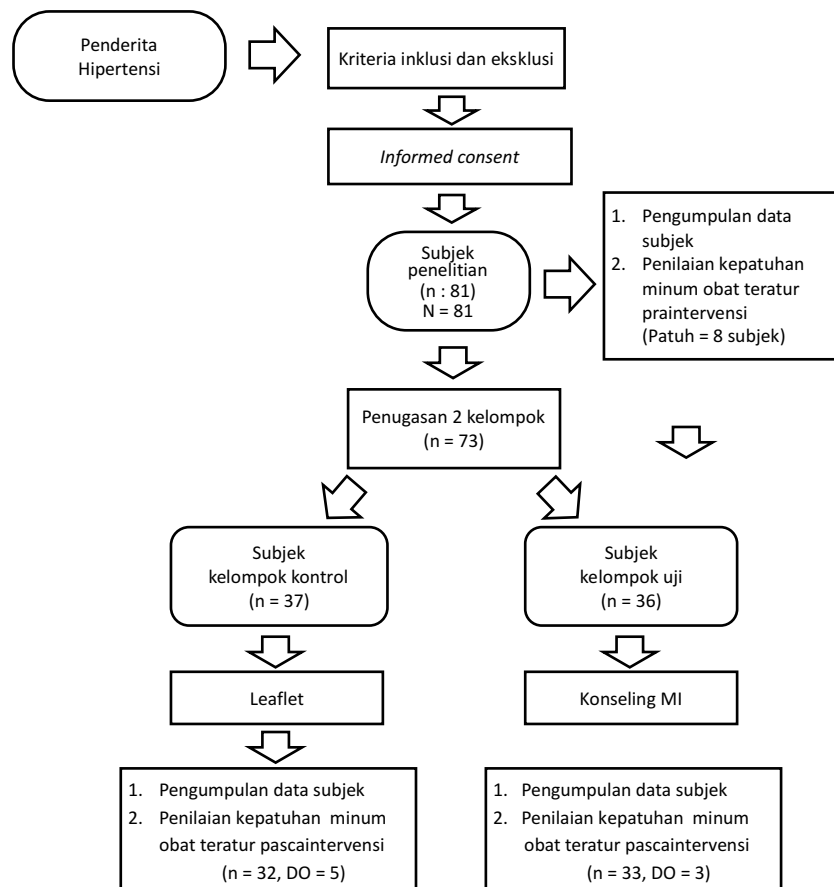 Penderita
Hipertensi
Kriteria inklusi dan eksklusi
Informed consent
Subjek
penelitian
(n : 81)
N = 81
1. Pengumpulan data
subjek
2. Penilaian kepatuhan
minum obat teratur
praintervensi
(Patuh = 8 subjek)
Penugasan 2 kelompok
(n = 73)
Subjek
kelompok kontrol
(n = 37)
Subjek
kelompok uji
(n = 36)
Leaflet
Konseling MI
1. Pengumpulan data subjek
2. Penilaian kepatuhan minum
obat teratur pascaintervensi
(n = 32, DO = 5)
1. Pengumpulan data subjek
2. Penilaian kepatuhan minum
obat teratur pascaintervensi
(n = 33, DO = 3)